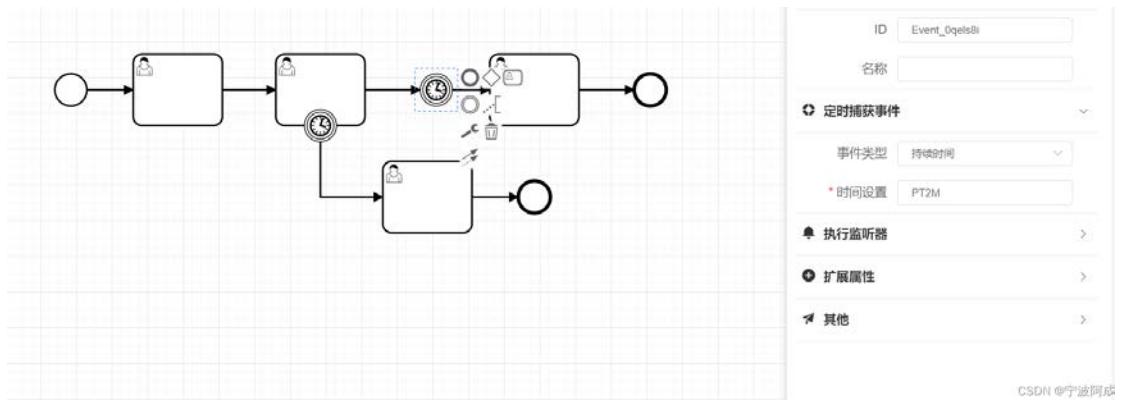 ID Event_0qels8i
名称
定时捕获事件
事件类型 持续时间
* 时间设置 PT2M
执行监听器
扩展属性
其他
CSDN @宁波阿成